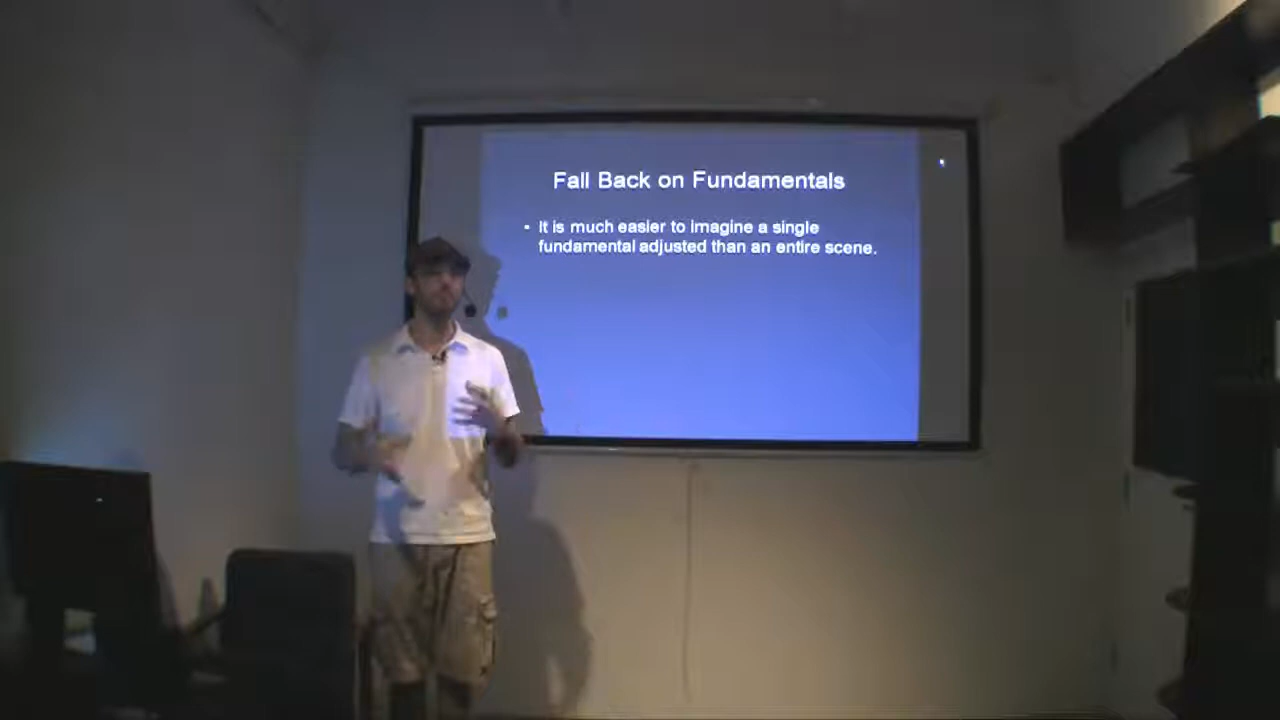 Fall Back on Fundamentals
• It is much easier to imagine a single
fundamental adjusted than an entire scene.